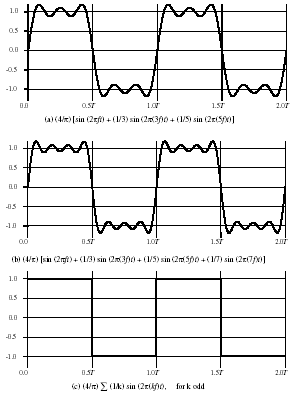 1.0
0.5
0.0
-0.5
-1.0
0.0 0.5T 1.0T 1.5T 2.0T
(a) (4/π) [sin (2πft) + (1/3) sin (2π(3f)t) + (1/5) sin (2π(5f)t)]
1.0
0.5
0.0
-0.5
-1.0
0.0 0.5T 1.0T 1.5T 2.0T
(b) (4/π) [sin (2πft) + (1/3) sin (2π(3f)t) + (1/5) sin (2π(5f)t) + (1/7) sin (2π(7f)t)]
1.0
0.5
0.0
-0.5
-1.0
0.0 0.5T 1.0T 1.5T 2.0T
(c) (4/π) ∑ (1/k) sin (2π(kf)t), for k odd